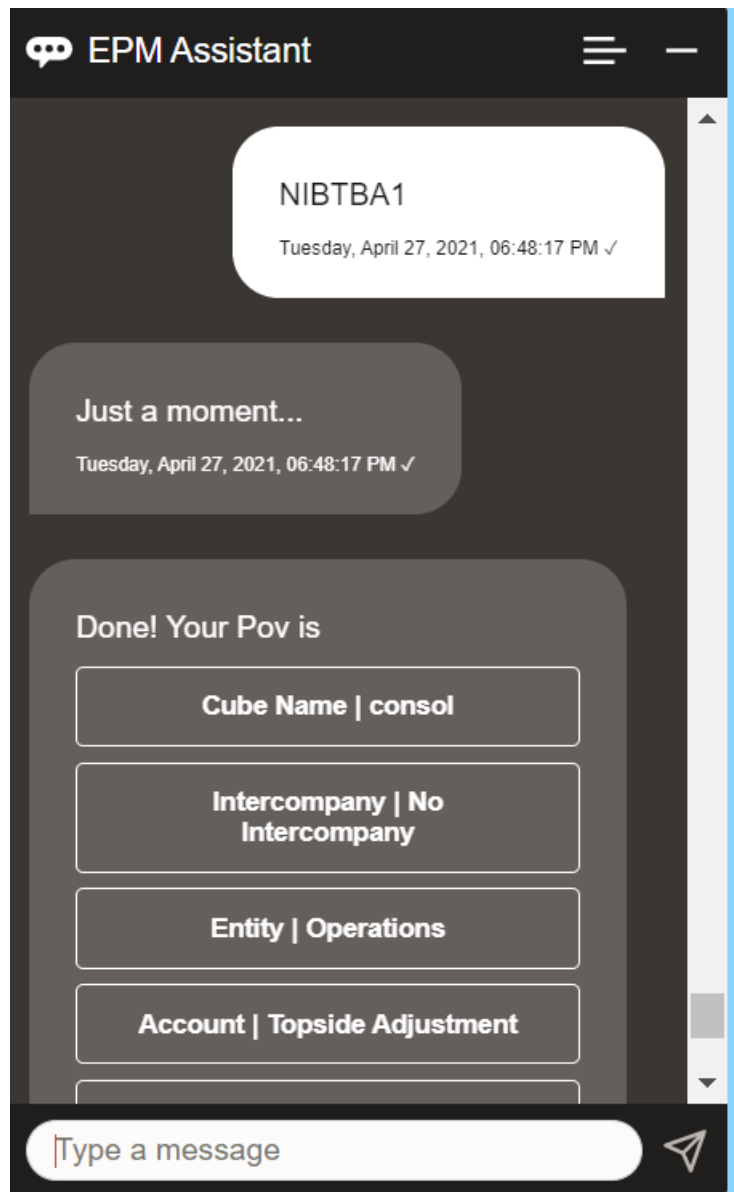 EPM Assistant
NIBTBA1
Tuesday, April 27, 2021, 06:48:17 PM ✓
Just a moment...
Tuesday, April 27, 2021, 06:48:17 PM ✓
Done! Your Pov is
Cube Name | consol
Intercompany | No
Intercompany
Entity | Operations
Account | Topside Adjustment
Type a message